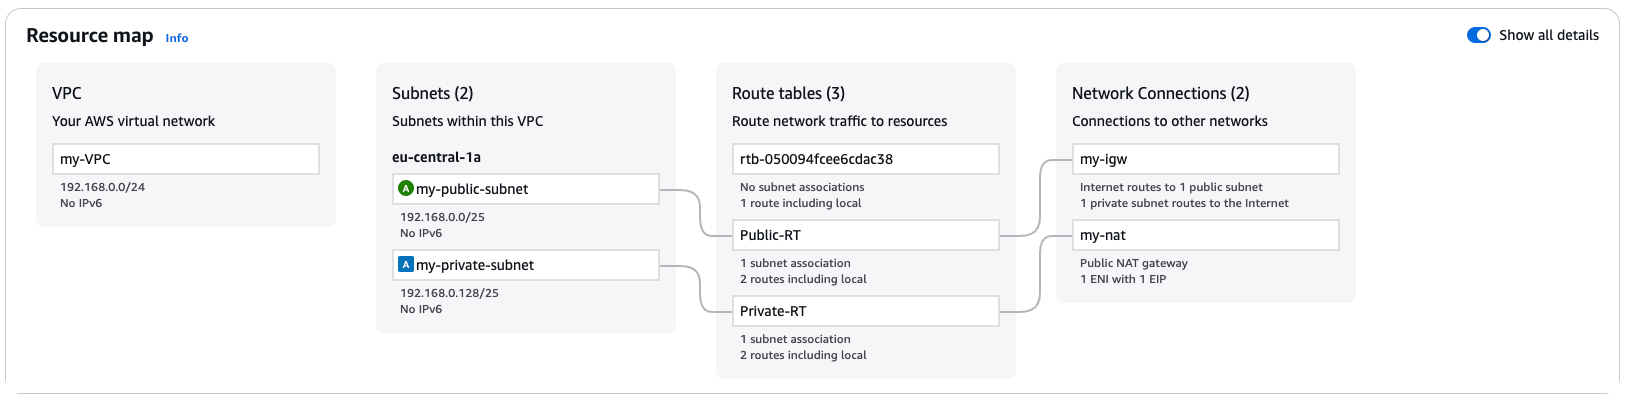 Resource map Info
Show all details
VPC
Your AWS virtual network
my-VPC
192.168.0.0/24
No IPv6
Subnets (2)
Subnets within this VPC
eu-central-1a
A my-public-subnet
192.168.0.0/25
No IPv6
A my-private-subnet
192.168.0.128/25
No IPv6
Route tables (3)
Route network traffic to resources
rtb-050094fcee6cdac38
No subnet associations
1 route including local
Public-RT
1 subnet association
2 routes including local
Private-RT
1 subnet association
2 routes including local
Network Connections (2)
Connections to other networks
my-igw
Internet routes to 1 public subnet
1 private subnet routes to the Internet
my-nat
Public NAT gateway
1 ENI with 1 EIP